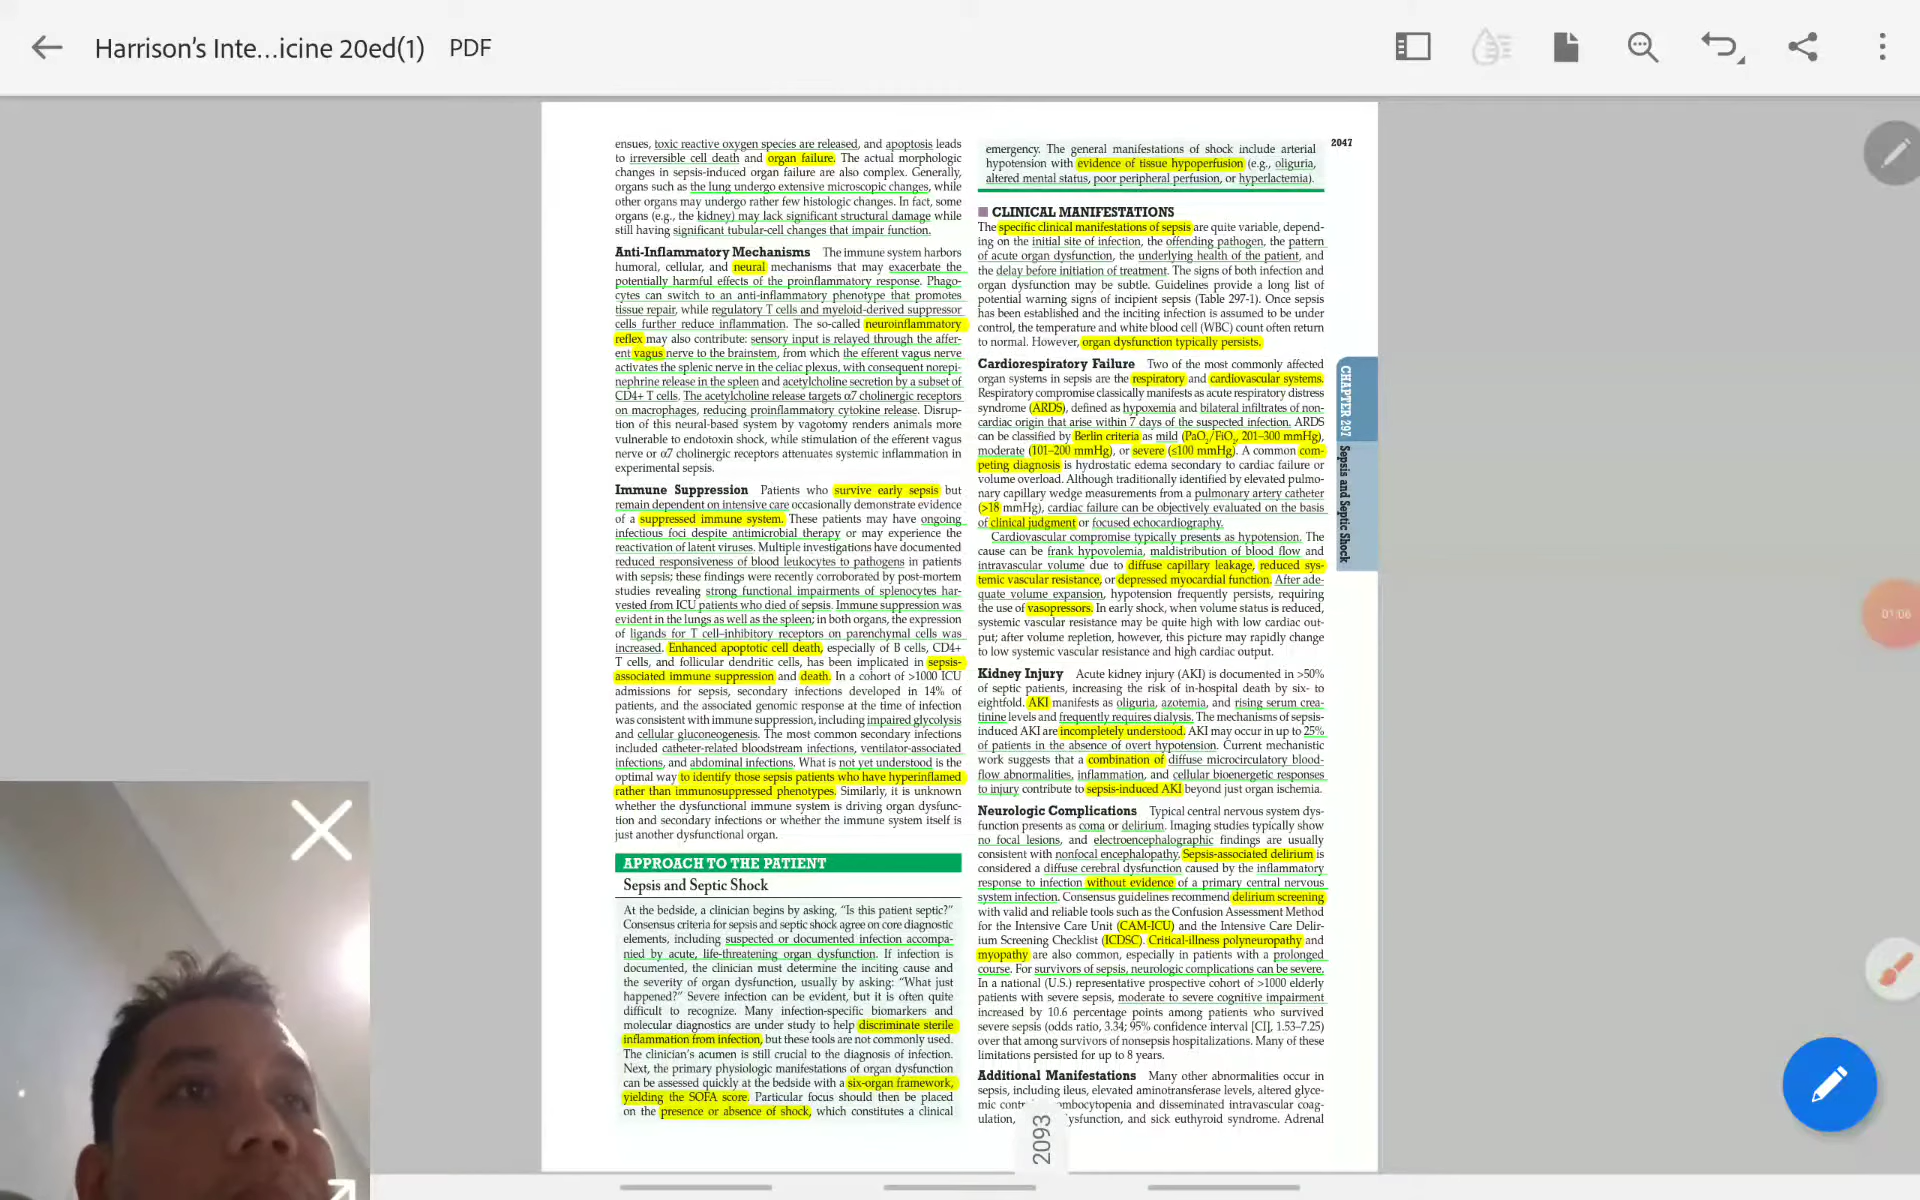 Harrison's Inte...icine 20ed(1) PDF
ensues, toxic reactive oxygen species are released, and apoptosis leads
to irreversible cell death and organ failure. The actual morphologic
changes in sepsis-induced organ failure are also complex. Generally,
organs such as the lung undergo extensive microscopic changes, while
other organs may undergo rather few histologic changes. In fact, some
organs (e.g., the kidney) may lack significant structural damage while
still having significant tubular-cell changes that impair function.
Anti-Inflammatory Mechanisms The immune system harbors
humoral, cellular, and neural mechanisms that may exacerbate the
potentially harmful effects of the proinflammatory response. Phago-
cytes can switch to an anti-inflammatory phenotype that promotes
tissue repair, while regulatory T cells and myeloid-derived suppressor
cells further reduce inflammation. The so-called neuroinflammatory
reflex may also contribute: sensory input is relayed through the affer-
ent vagus nerve to the brainstem, from which the efferent vagus nerve
activates the splenic nerve in the celiac plexus, with consequent norepi-
nephrine release in the spleen and acetylcholine secretion by a subset of
CD4+ T cells. The acetylcholine release targets α7 cholinergic receptors
on macrophages, reducing proinflammatory cytokine release. Disrup-
tion of this neural-based system by vagotomy renders animals more
vulnerable to endotoxin shock, while stimulation of the efferent vagus
nerve or α7 cholinergic receptors attenuates systemic inflammation in
experimental sepsis.
Immune Suppression Patients who survive early sepsis but
remain dependent on intensive care occasionally demonstrate evidence
of a suppressed immune system. These patients may have ongoing
infectious foci despite antimicrobial therapy or may experience the
reactivation of latent viruses. Multiple investigations have documented
reduced responsiveness of blood leukocytes to pathogens in patients
with sepsis; these findings were recently corroborated by post-mortem
studies revealing strong functional impairments of splenocytes har-
vested from ICU patients who died of sepsis. Immune suppression was
evident in the lungs as well as the spleen; in both organs, the expression
of ligands for T cell–inhibitory receptors on parenchymal cells was
increased. Enhanced apoptotic cell death, especially of B cells, CD4+
T cells, and follicular dendritic cells, has been implicated in sepsis-
associated immune suppression and death. In a cohort of >1000 ICU
admissions for sepsis, secondary infections developed in 14% of
patients, and the associated genomic response at the time of infection
was consistent with immune suppression, including impaired glycolysis
and cellular gluconeogenesis. The most common secondary infections
included catheter-related bloodstream infections, ventilator-associated
infections, and abdominal infections. What is not yet understood is the
optimal way to identify those sepsis patients who have hyperinflamed
rather than immunosuppressed phenotypes. Similarly, it is unknown
whether the dysfunctional immune system is driving organ dysfunc-
tion and secondary infections or whether the immune system itself is
just another dysfunctional organ.
APPROACH TO THE PATIENT
Sepsis and Septic Shock
At the bedside, a clinician begins by asking, “Is this patient septic?”
Consensus criteria for sepsis and septic shock agree on core diagnostic
elements, including suspected or documented infection accompa-
nied by acute, life-threatening organ dysfunction. If infection is
documented, the clinician must determine the inciting cause and
the severity of organ dysfunction, usually by asking: “What just
happened?” Severe infection can be evident, but it is often quite
difficult to recognize. Many infection-specific biomarkers and
molecular diagnostics are under study to help discriminate sterile
inflammation from infection, but these tools are not commonly used.
The clinician's acumen is still crucial to the diagnosis of infection.
Next, the primary physiologic manifestations of organ dysfunction
can be assessed quickly at the bedside with a six-organ framework,
yielding the SOFA score. Particular focus should then be placed
on the presence or absence of shock, which constitutes a clinical
emergency. The general manifestations of shock include arterial
hypotension with evidence of tissue hypoperfusion (e.g., oliguria,
altered mental status, poor peripheral perfusion, or hyperlactemia).
2047
CLINICAL MANIFESTATIONS
The specific clinical manifestations of sepsis are quite variable, depend-
ing on the initial site of infection, the offending pathogen, the pattern
of acute organ dysfunction, the underlying health of the patient, and
the delay before initiation of treatment. The signs of both infection and
organ dysfunction may be subtle. Guidelines provide a long list of
potential warning signs of incipient sepsis (Table 297-1). Once sepsis
has been established and the inciting infection is assumed to be under
control, the temperature and white blood cell (WBC) count often return
to normal. However, organ dysfunction typically persists.
Cardiorespiratory Failure Two of the most commonly affected
organ systems in sepsis are the respiratory and cardiovascular systems.
Respiratory compromise classically manifests as acute respiratory distress
syndrome (ARDS), defined as hypoxemia and bilateral infiltrates of non-
cardiac origin that arise within 7 days of the suspected infection. ARDS
can be classified by Berlin criteria as mild (PaO2/FiO2, 201–300 mmHg),
moderate (101–200 mmHg), or severe (≤100 mmHg). A common com-
peting diagnosis is hydrostatic edema secondary to cardiac failure or
volume overload. Although traditionally identified by elevated pulmo-
nary capillary wedge measurements from a pulmonary artery catheter
(>18 mmHg), cardiac failure can be objectively evaluated on the basis
of clinical judgment or focused echocardiography.
Cardiovascular compromise typically presents as hypotension. The
cause can be frank hypovolemia, maldistribution of blood flow and
intravascular volume due to diffuse capillary leakage, reduced sys-
temic vascular resistance, or depressed myocardial function. After ade-
quate volume expansion, hypotension frequently persists, requiring
the use of vasopressors. In early shock, when volume status is reduced,
systemic vascular resistance may be quite high with low cardiac out-
put; after volume repletion, however, this picture may rapidly change
to low systemic vascular resistance and high cardiac output.
Kidney Injury Acute kidney injury (AKI) is documented in >50%
of septic patients, increasing the risk of in-hospital death by six- to
eightfold. AKI manifests as oliguria, azotemia, and rising serum crea-
tinine levels and frequently requires dialysis. The mechanisms of sepsis-
induced AKI are incompletely understood. AKI may occur in up to 25%
of patients in the absence of overt hypotension. Current mechanistic
work suggests that a combination of diffuse microcirculatory blood-
flow abnormalities, inflammation, and cellular bioenergetic responses
to injury contribute to sepsis-induced AKI beyond just organ ischemia.
Neurologic Complications Typical central nervous system dys-
function presents as coma or delirium. Imaging studies typically show
no focal lesions, and electroencephalographic findings are usually
consistent with nonfocal encephalopathy. Sepsis-associated delirium is
considered a diffuse cerebral dysfunction caused by the inflammatory
response to infection without evidence of a primary central nervous
system infection. Consensus guidelines recommend delirium screening
with valid and reliable tools such as the Confusion Assessment Method
for the Intensive Care Unit (CAM-ICU) and the Intensive Care Delir-
ium Screening Checklist (ICDSC). Critical-illness polyneuropathy and
myopathy are also common, especially in patients with a prolonged
course. For survivors of sepsis, neurologic complications can be severe.
In a national (U.S.) representative prospective cohort of >1000 elderly
patients with severe sepsis, moderate to severe cognitive impairment
increased by 10.6 percentage points among patients who survived
severe sepsis (odds ratio, 3.34; 95% confidence interval [CI], 1.53–7.25)
over that among survivors of nonsepsis hospitalizations. Many of these
limitations persisted for up to 8 years.
Additional Manifestations Many other abnormalities occur in
sepsis, including ileus, elevated aminotransferase levels, altered glyce-
mic cont ombocytopenia and disseminated intravascular coag-
ulation, ysfunction, and sick euthyroid syndrome. Adrenal
CHAPTER 297
Sepsis and Septic Shock
01:06
2093